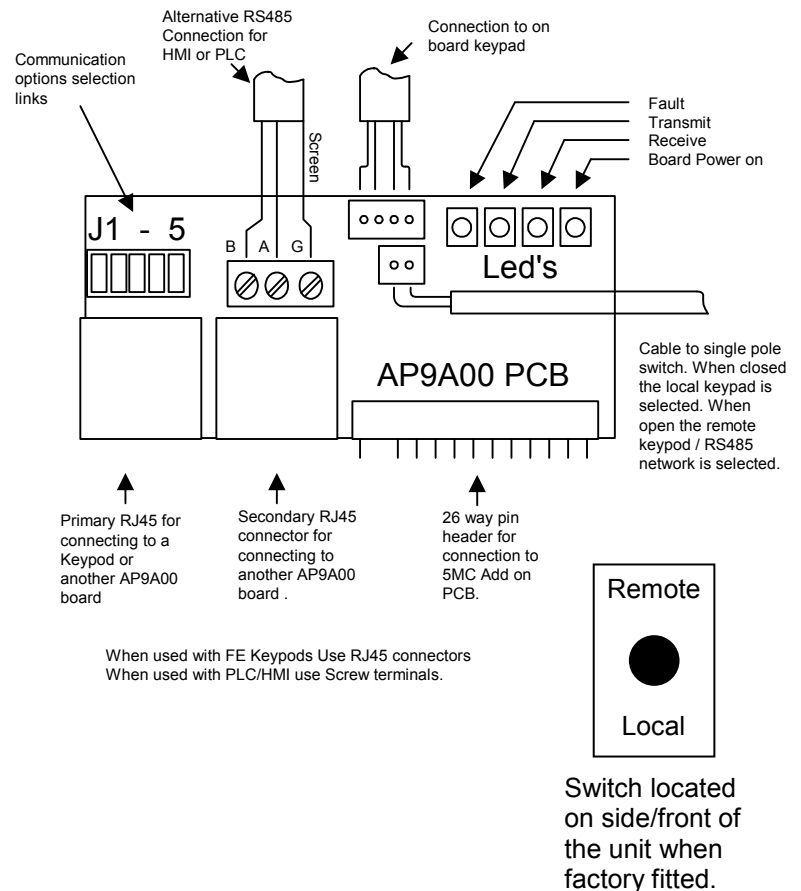 Alternative RS485
Connection for
HMI or PLC
Connection to on
board keypad
Communication
options selection
links
Fault
Transmit
Receive
Board Power on
Screen
J1 - 5
B A G
Led's
AP9A00 PCB
Cable to single pole
switch. When closed
the local keypad is
selected. When
open the remote
keypod / RS485
network is selected.
Primary RJ45 for
connecting to a
Keypod or
another AP9A00
board
Secondary RJ45
connector for
connecting to
another AP9A00
board .
26 way pin
header for
connection to
5MC Add on
PCB.
When used with FE Keypods Use RJ45 connectors
When used with PLC/HMI use Screw terminals.
Remote
Local
Switch located
on side/front of
the unit when
factory fitted.